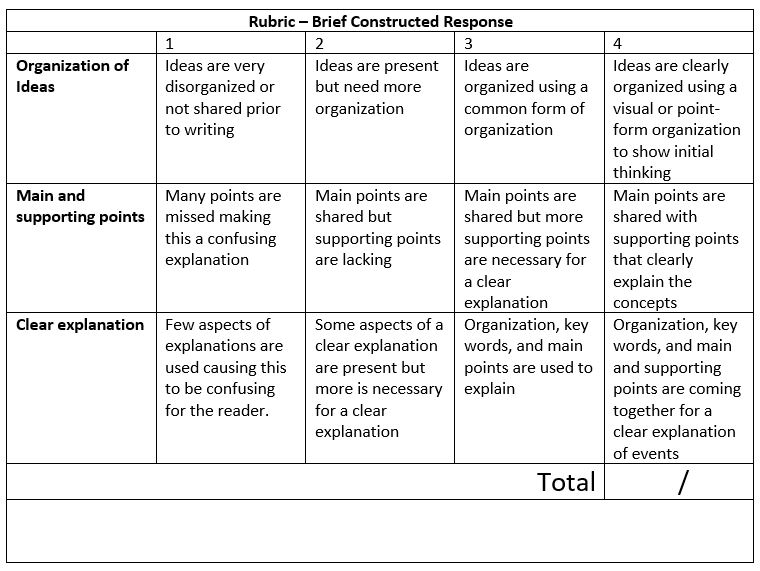 Rubric – Brief Constructed Response
1 2 3 4
Organization of
Ideas
Ideas are very
disorganized or
not shared prior
to writing
Ideas are present
but need more
organization
Ideas are
organized using a
common form of
organization
Ideas are clearly
organized using a
visual or point-
form organization
to show initial
thinking
Main and
supporting points
Many points are
missed making
this a confusing
explanation
Main points are
shared but
supporting points
are lacking
Main points are
shared but more
supporting points
are necessary for
a clear
explanation
Main points are
shared with
supporting points
that clearly
explain the
concepts
Clear explanation
Few aspects of
explanations are
used causing this
to be confusing
for the reader.
Some aspects of a
clear explanation
are present but
more is necessary
for a clear
explanation
Organization, key
words, and main
points are used to
explain
Organization, key
words, and main
and supporting
points are coming
together for a
clear explanation
of events
Total /